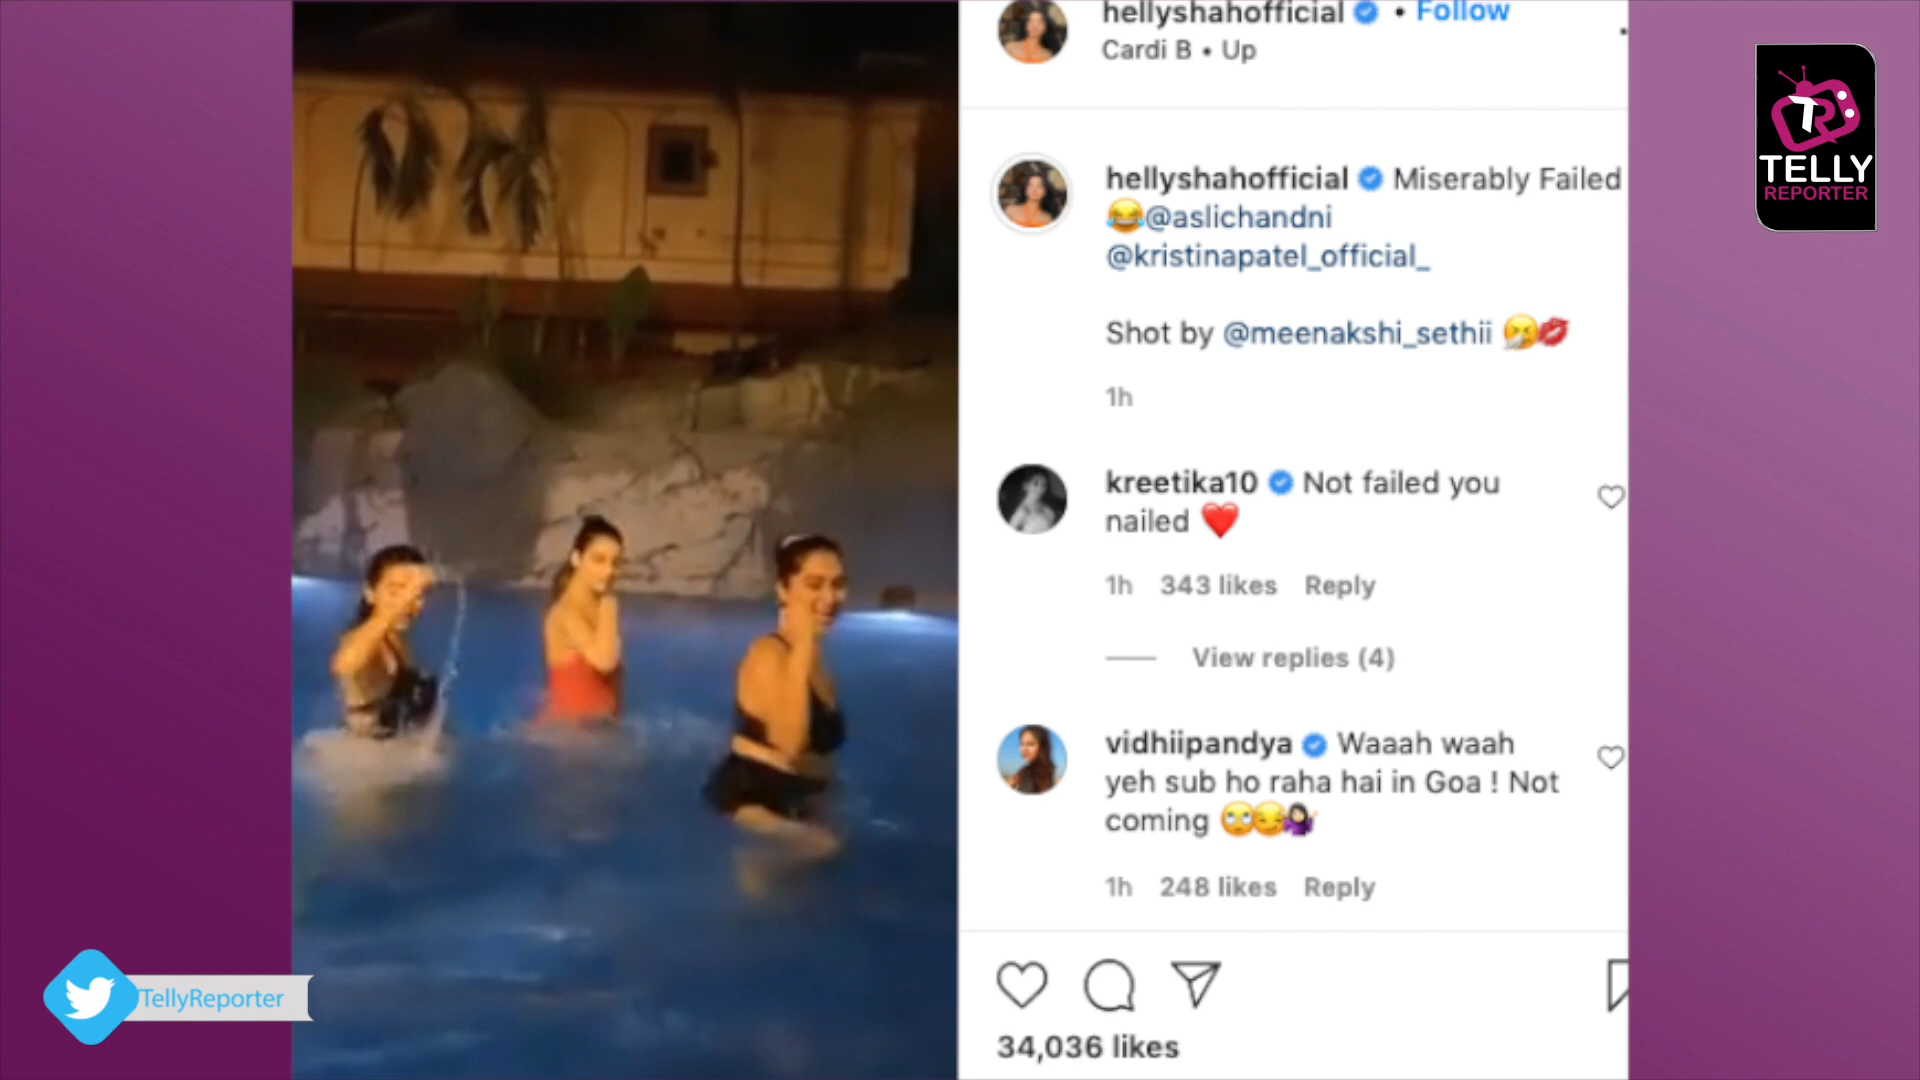 hellyshahofficial • Follow
Cardi B • Up
TR
TELLY
REPORTER
hellyshahofficial Miserably Failed
😂@aslichandni
@kristinapatel_official_
Shot by @meenakshi_sethii 🤧💋
1h
kreetika10 Not failed you
nailed ❤️
1h 343 likes Reply
View replies (4)
vidhiipandya Waaah waah
yeh sub ho raha hai in Goa ! Not
coming 🙄😏🤷🏻‍♀️
1h 248 likes Reply
34,036 likes
TellyReporter